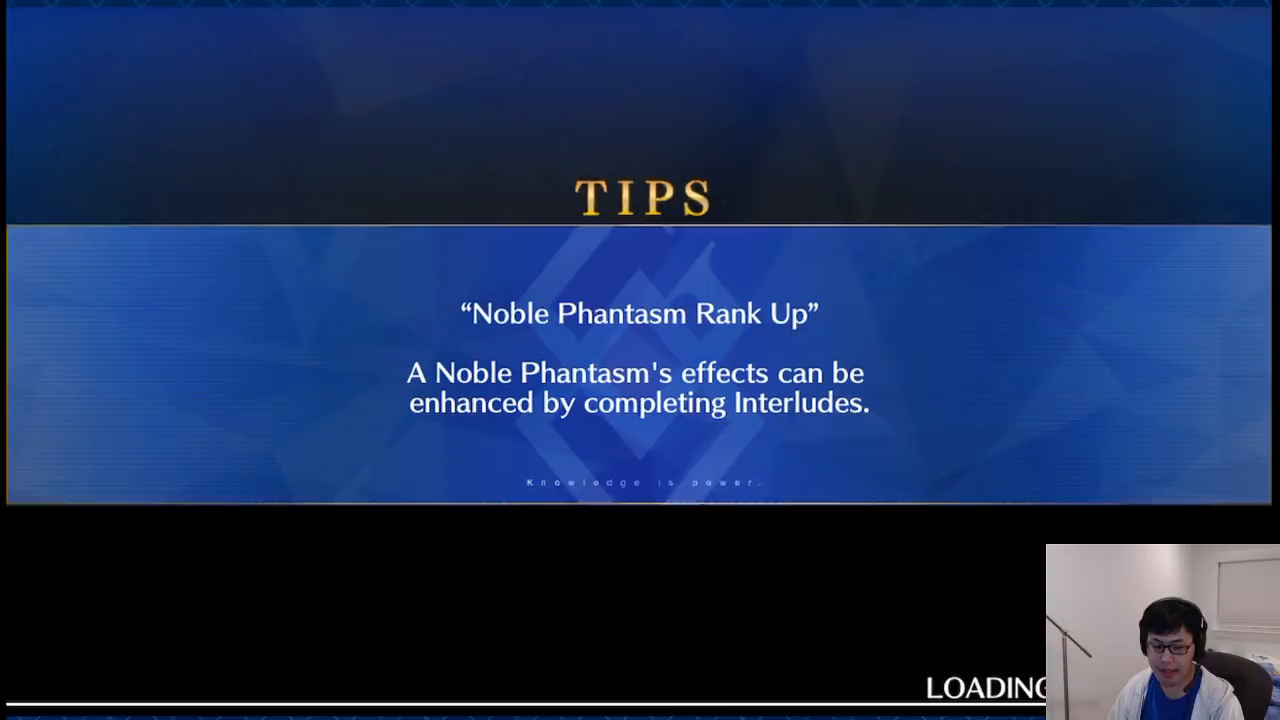 TIPS
“Noble Phantasm Rank Up”
A Noble Phantasm's effects can be
enhanced by completing Interludes.
Knowledge is power.
LOADING